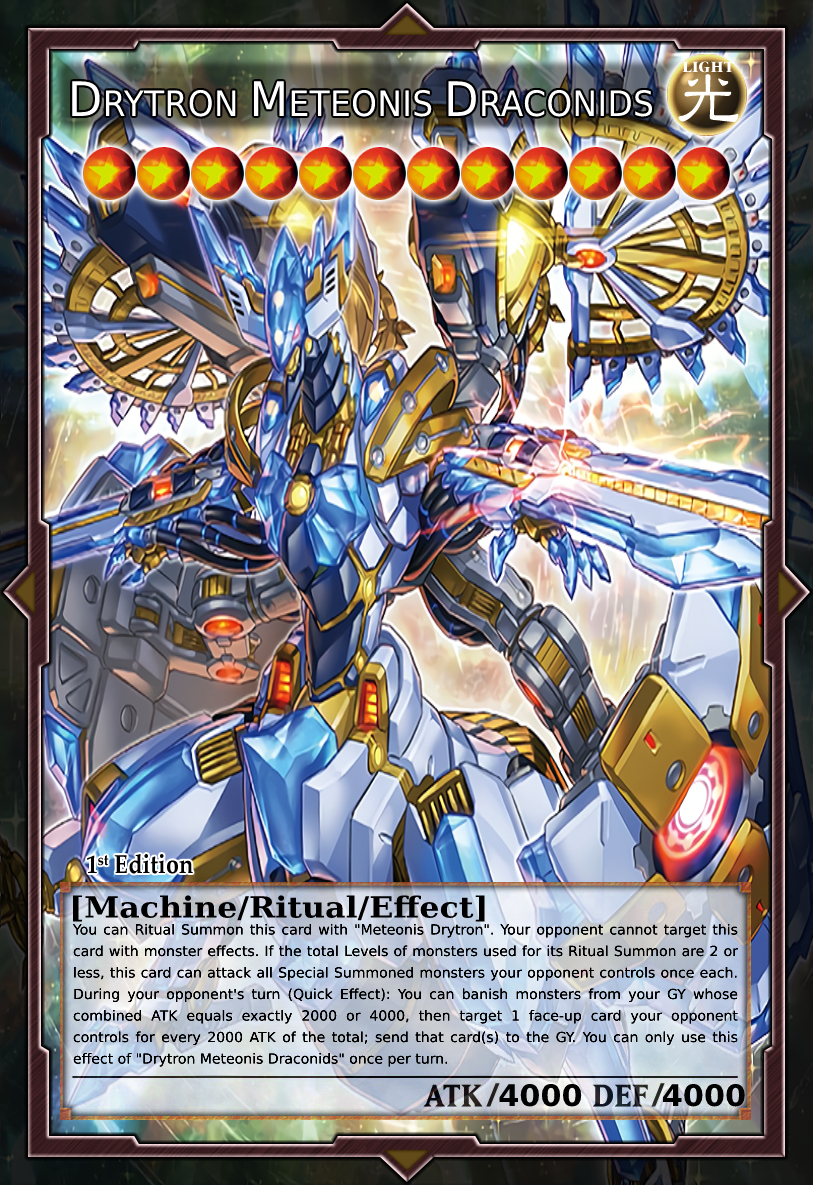 LIGHT
DRYTRON METEONIS DRACONIDS
光
1st Edition
[Machine/Ritual/Effect]
You can Ritual Summon this card with "Meteonis Drytron". Your opponent cannot target this
card with monster effects. If the total Levels of monsters used for its Ritual Summon are 2 or
less, this card can attack all Special Summoned monsters your opponent controls once each.
During your opponent's turn (Quick Effect): You can banish monsters from your GY whose
combined ATK equals exactly 2000 or 4000, then target 1 face-up card your opponent
controls for every 2000 ATK of the total; send that card(s) to the GY. You can only use this
effect of "Drytron Meteonis Draconids" once per turn.
ATK/4000 DEF/4000